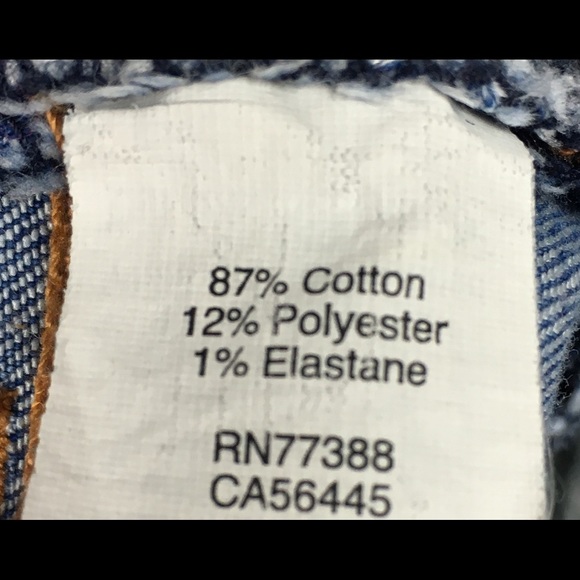 87% Cotton
12% Polyester
1% Elastane
RN77388
CA56445